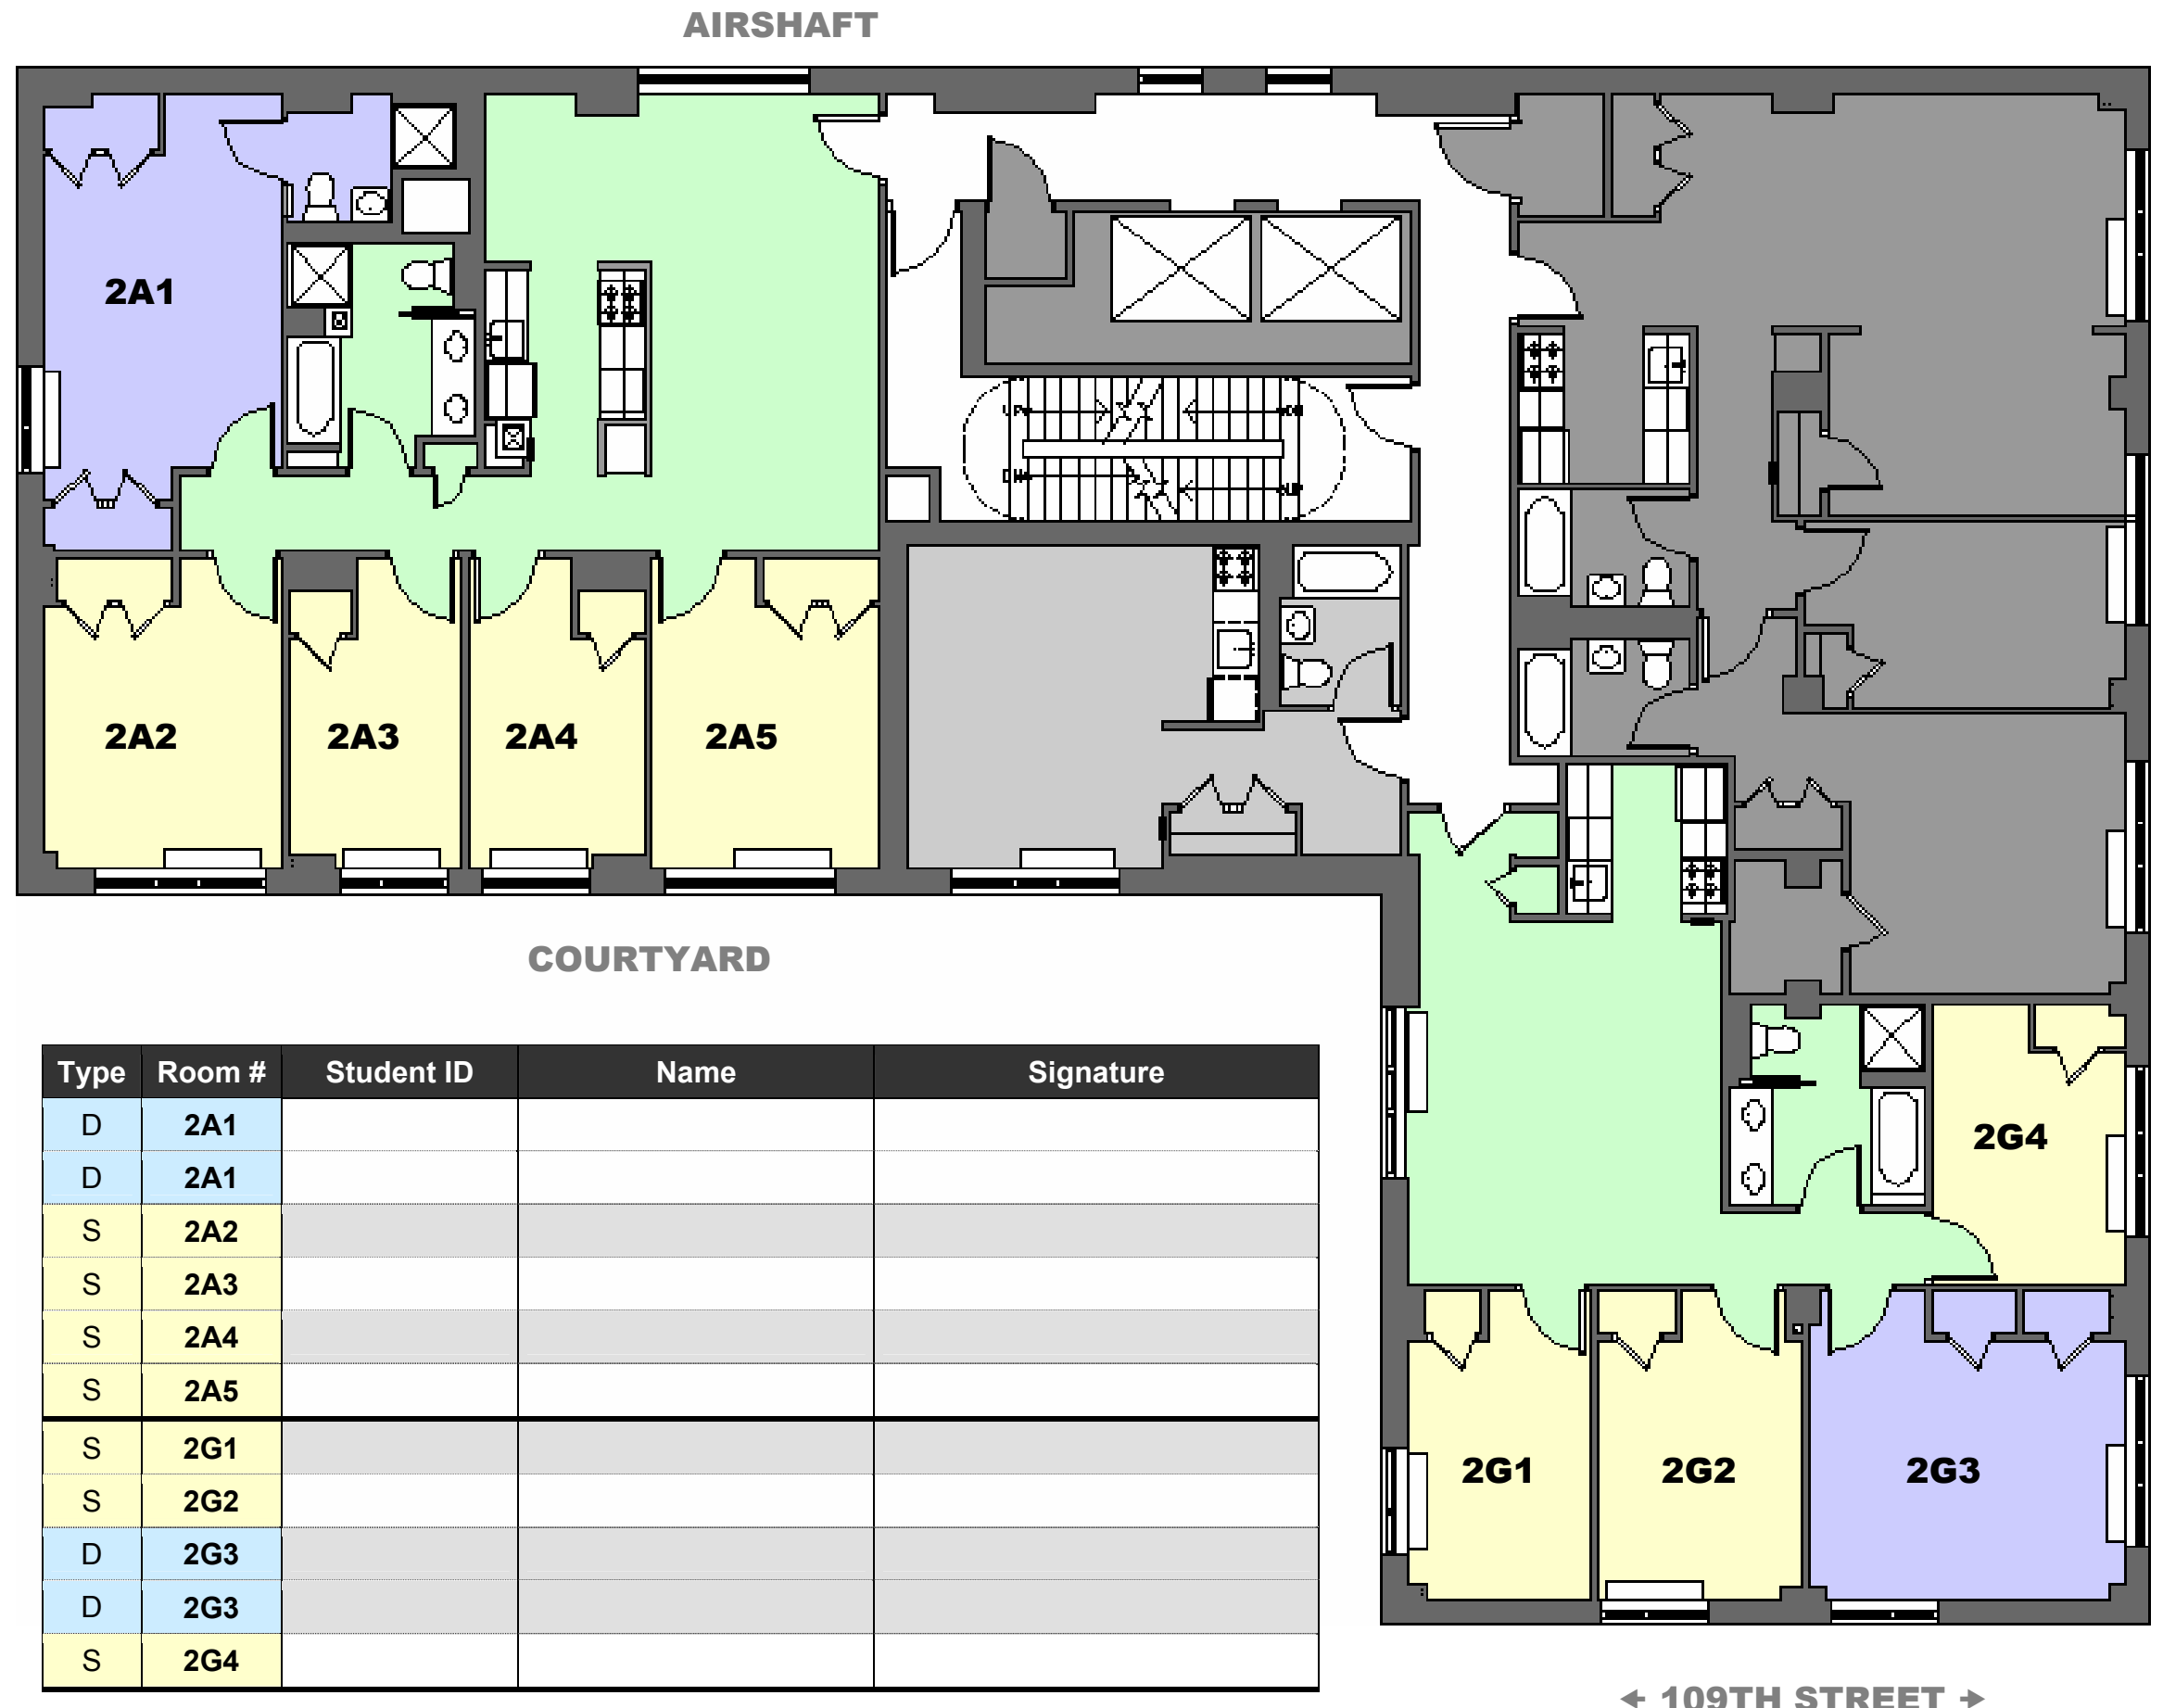 AIRSHAFT
2A1
2A2
2A3
2A4
2A5
COURTYARD
2G4
2G1
2G2
2G3
Type Room # Student ID Name Signature
D 2A1
D 2A1
S 2A2
S 2A3
S 2A4
S 2A5
S 2G1
S 2G2
D 2G3
D 2G3
S 2G4
← 109TH STREET →